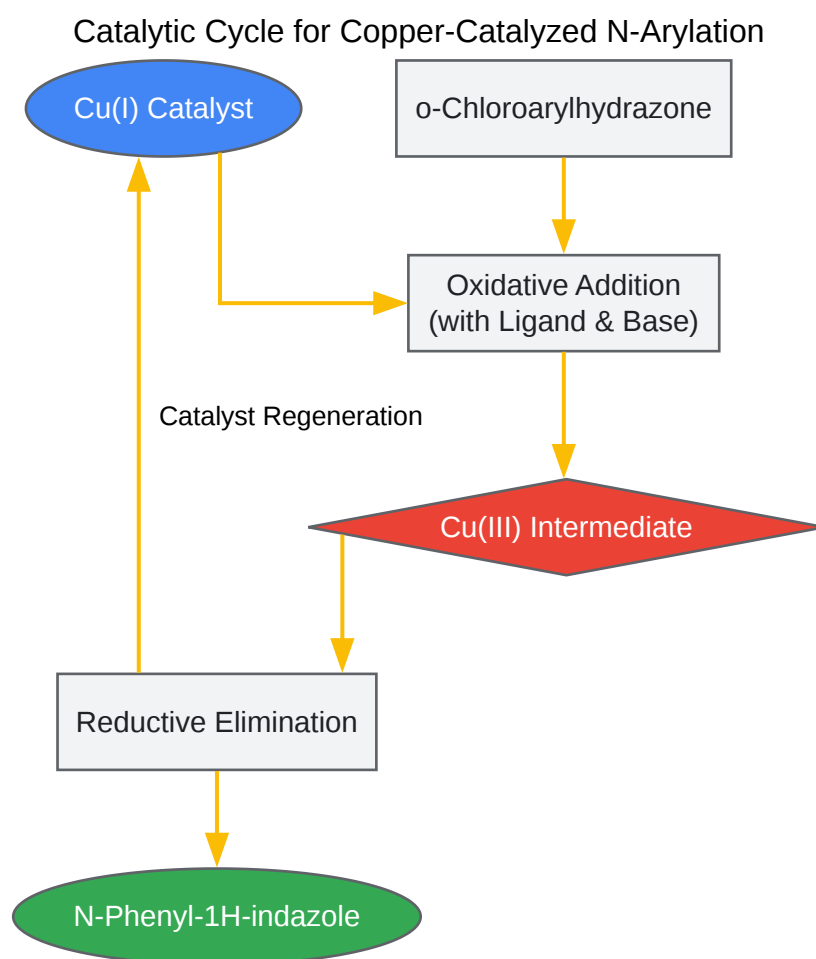 Catalytic Cycle for Copper-Catalyzed N-Arylation
Cu(I) Catalyst
o-Chloroarylhydrazone
Oxidative Addition
(with Ligand & Base)
Catalyst Regeneration
Cu(III) Intermediate
Reductive Elimination
N-Phenyl-1H-indazole